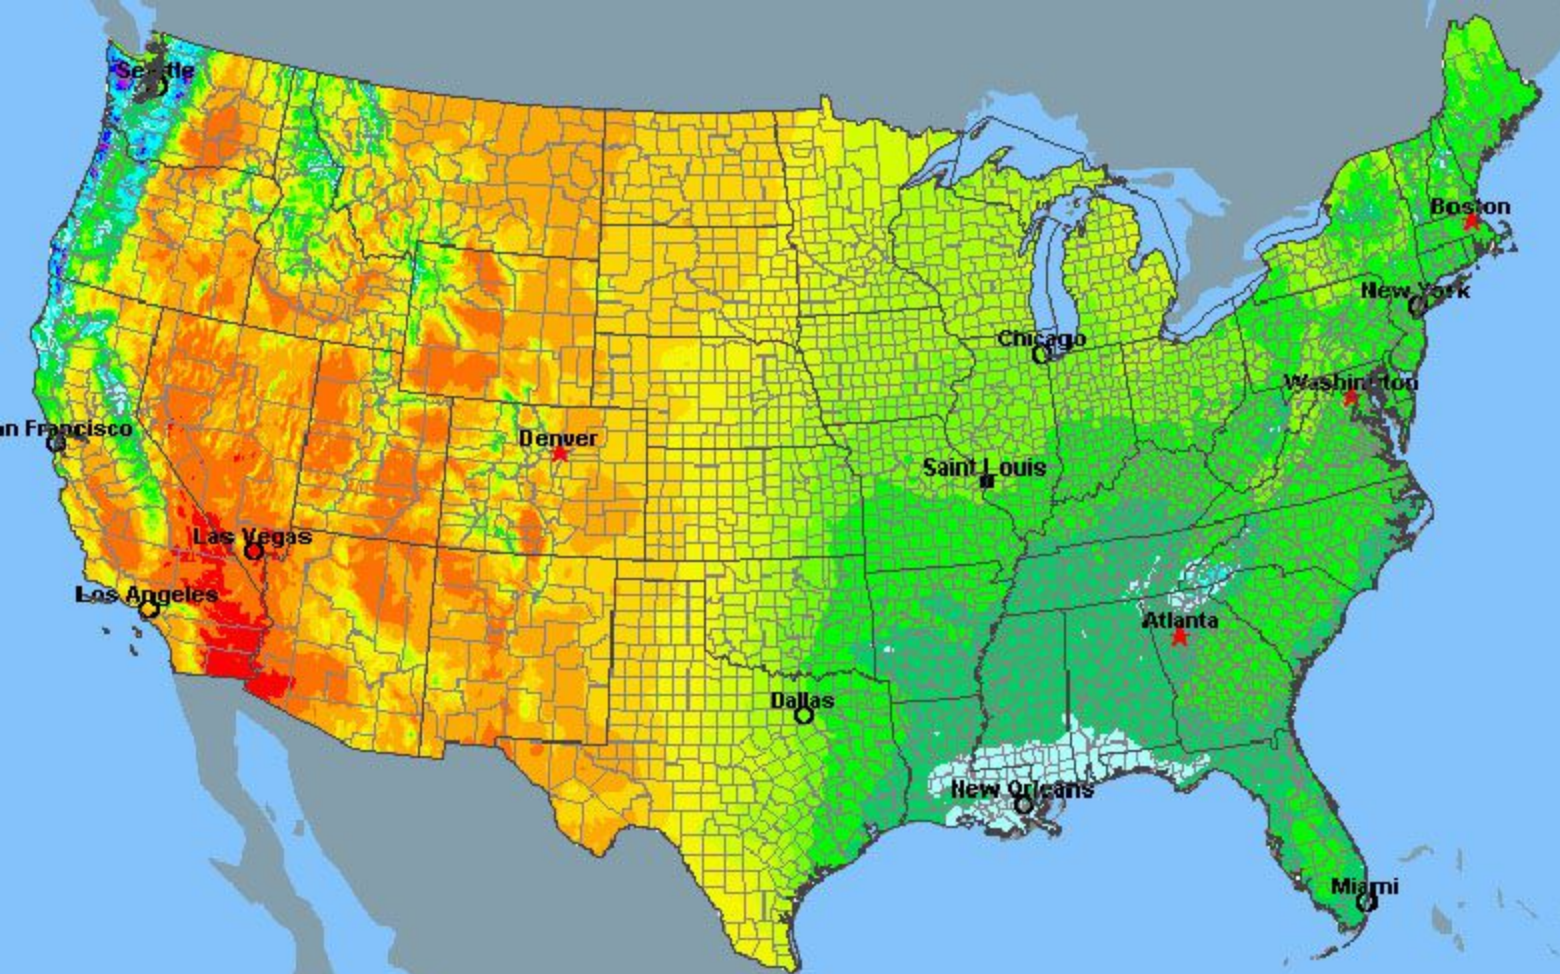 Seattle
Boston
New York
Chicago
Washington
n Francisco
Denver
Saint Louis
Las Vegas
Los Angeles
Atlanta
Dallas
New Orleans
Miami